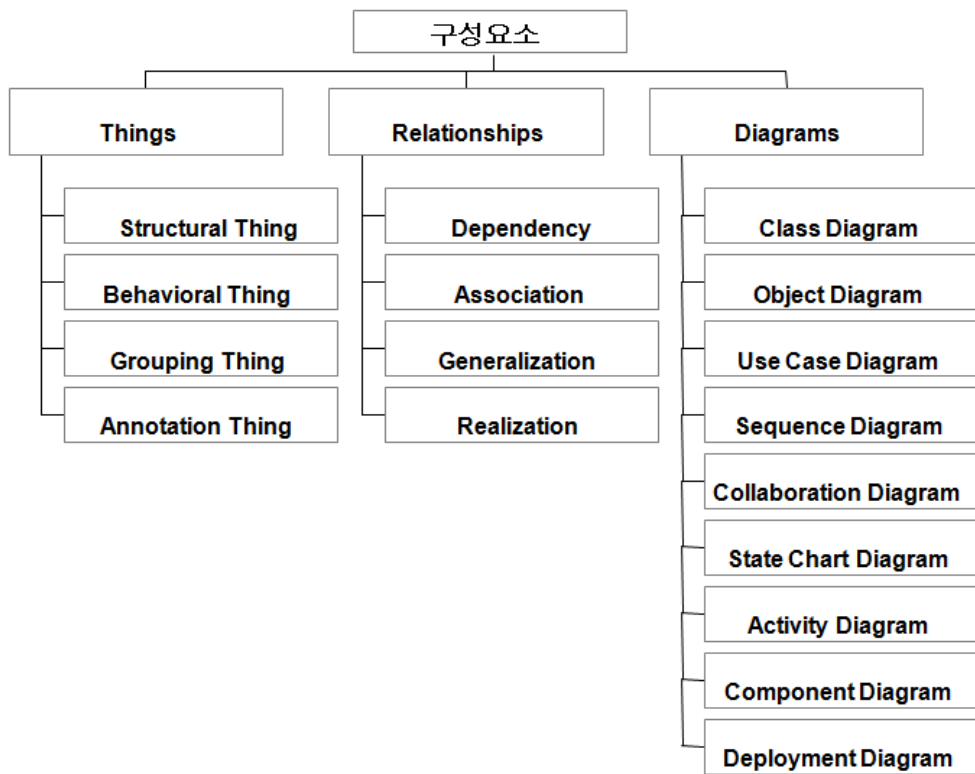 구성요소
Things
Relationships
Diagrams
Structural Thing
Behavioral Thing
Grouping Thing
Annotation Thing
Dependency
Association
Generalization
Realization
Class Diagram
Object Diagram
Use Case Diagram
Sequence Diagram
Collaboration Diagram
State Chart Diagram
Activity Diagram
Component Diagram
Deployment Diagram